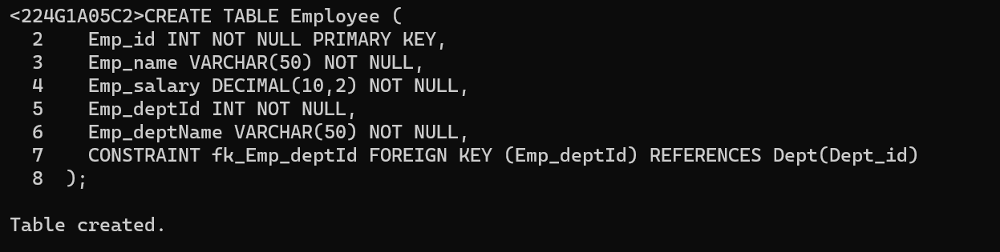 <224G1A05C2>CREATE TABLE Employee (
  2    Emp_id INT NOT NULL PRIMARY KEY,
  3    Emp_name VARCHAR(50) NOT NULL,
  4    Emp_salary DECIMAL(10,2) NOT NULL,
  5    Emp_deptId INT NOT NULL,
  6    Emp_deptName VARCHAR(50) NOT NULL,
  7    CONSTRAINT fk_Emp_deptId FOREIGN KEY (Emp_deptId) REFERENCES Dept(Dept_id)
  8  );
Table created.